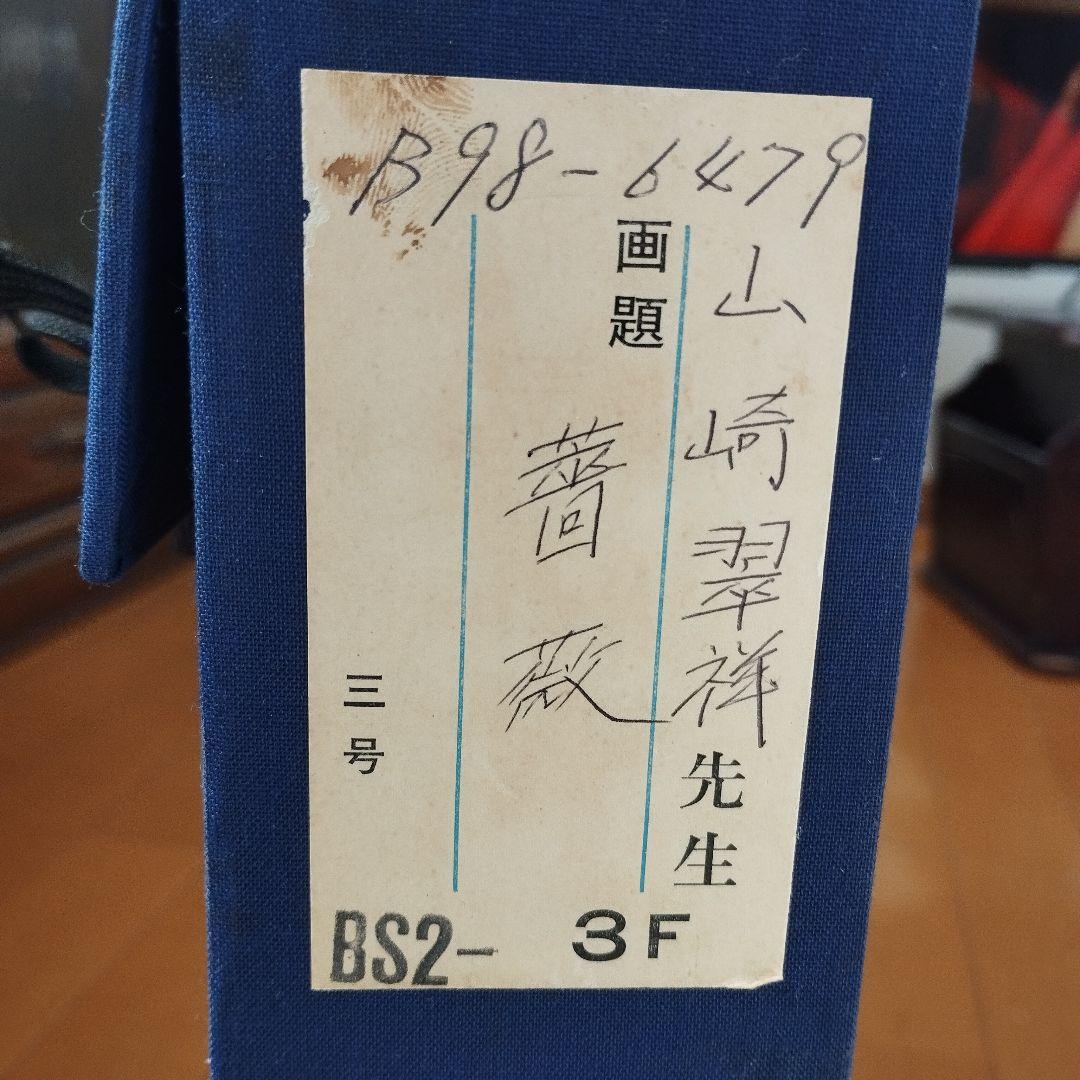 B98-6479
山崎翠祥先生
画題 薔薇
三号
BS2- 3F